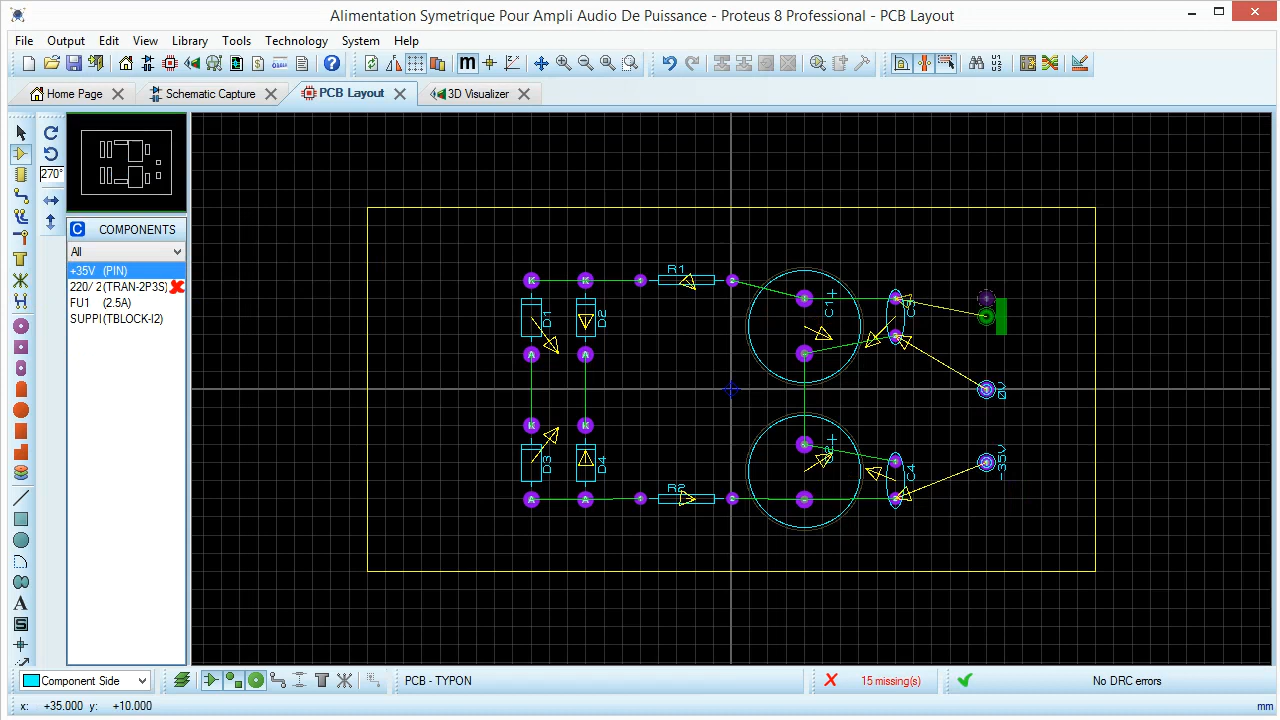 Alimentation Symetrique Pour Ampli Audio De Puissance - Proteus 8 Professional - PCB Layout
File Output Edit View Library Tools Technology System Help
Home Page Schematic Capture PCB Layout 3D Visualizer
270°
C COMPONENTS
All
+35V (PIN)
220/ 2(TRAN-2P3S)
FU1 (2.5A)
SUPPI(TBLOCK-I2)
R1
K K
D1 D2
C1 +
A A
0V
K K
D3 D4
+
C4
-35V
R2
A A
Component Side
PCB - TYPON
15 missing(s)
No DRC errors
x: +35.000 y: +10.000
mm